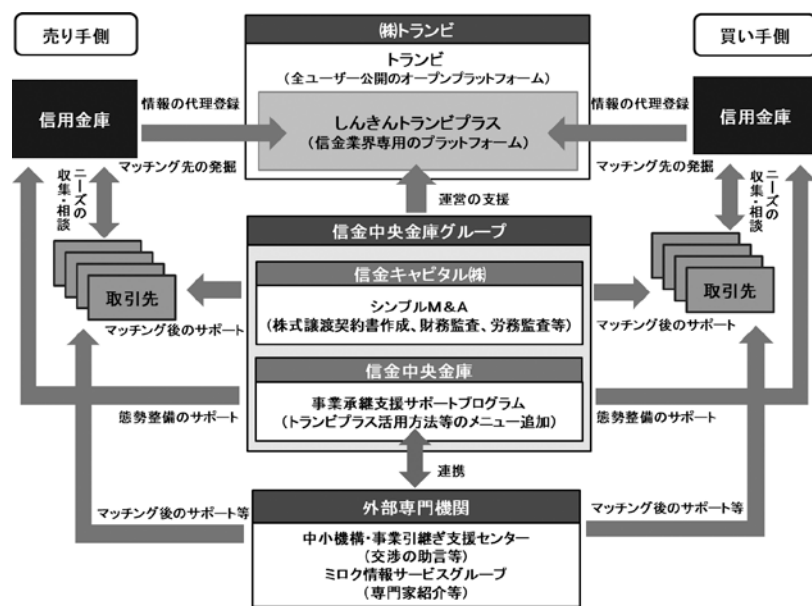 売り手側
㈱トランビ
買い手側
トランビ
(全ユーザー公開のオープンプラットフォーム)
信用金庫
情報の代理登録
しんきんトランビプラス
(信金業界専用のプラットフォーム)
情報の代理登録
信用金庫
マッチング先の発掘
マッチング先の発掘
ニーズの
収集・相談
運営の支援
ニーズの
収集・相談
信金中央金庫グループ
取引先
信金キャピタル㈱
取引先
シンプルM&A
(株式譲渡契約書作成、財務監査、労務監査等)
マッチング後のサポート
マッチング後のサポート
信金中央金庫
事業承継支援サポートプログラム
(トランビプラス活用方法等のメニュー追加)
態勢整備のサポート
態勢整備のサポート
連携
外部専門機関
マッチング後のサポート等
マッチング後のサポート等
中小機構・事業引継ぎ支援センター
(交渉の助言等)
ミロク情報サービスグループ
(専門家紹介等)